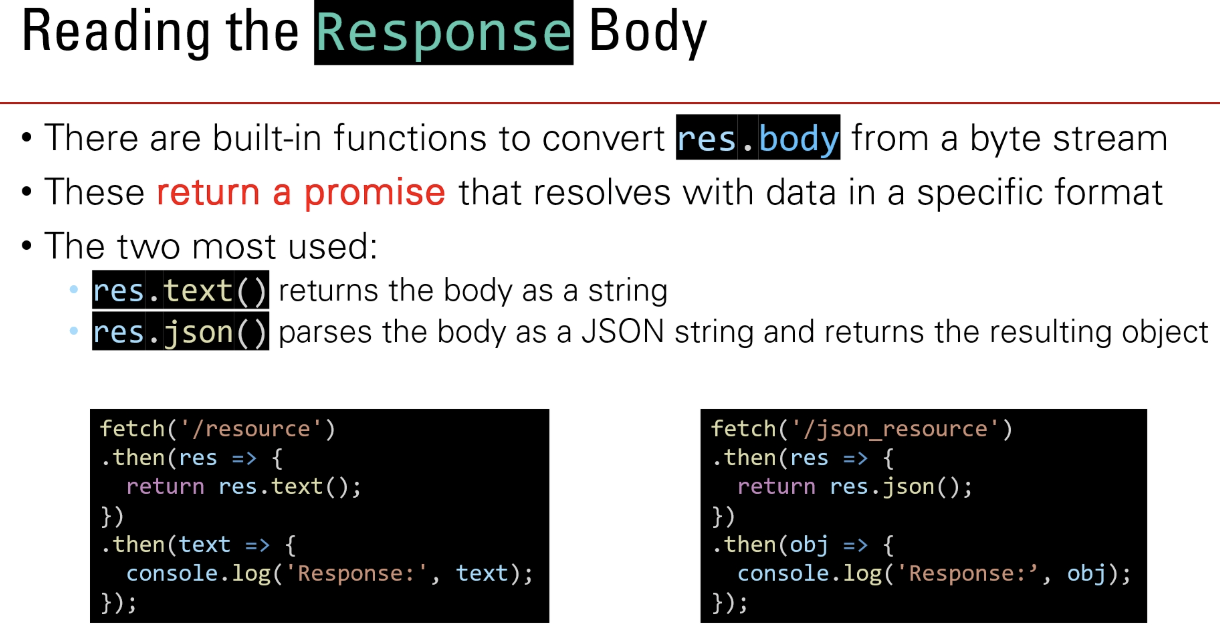 Reading the Response Body
• There are built-in functions to convert res.body from a byte stream
• These return a promise that resolves with data in a specific format
• The two most used:
• res.text() returns the body as a string
• res.json() parses the body as a JSON string and returns the resulting object
fetch('/resource')
.then(res => {
  return res.text();
})
.then(text => {
  console.log('Response:', text);
});
fetch('/json_resource')
.then(res => {
  return res.json();
})
.then(obj => {
  console.log('Response:’, obj);
});